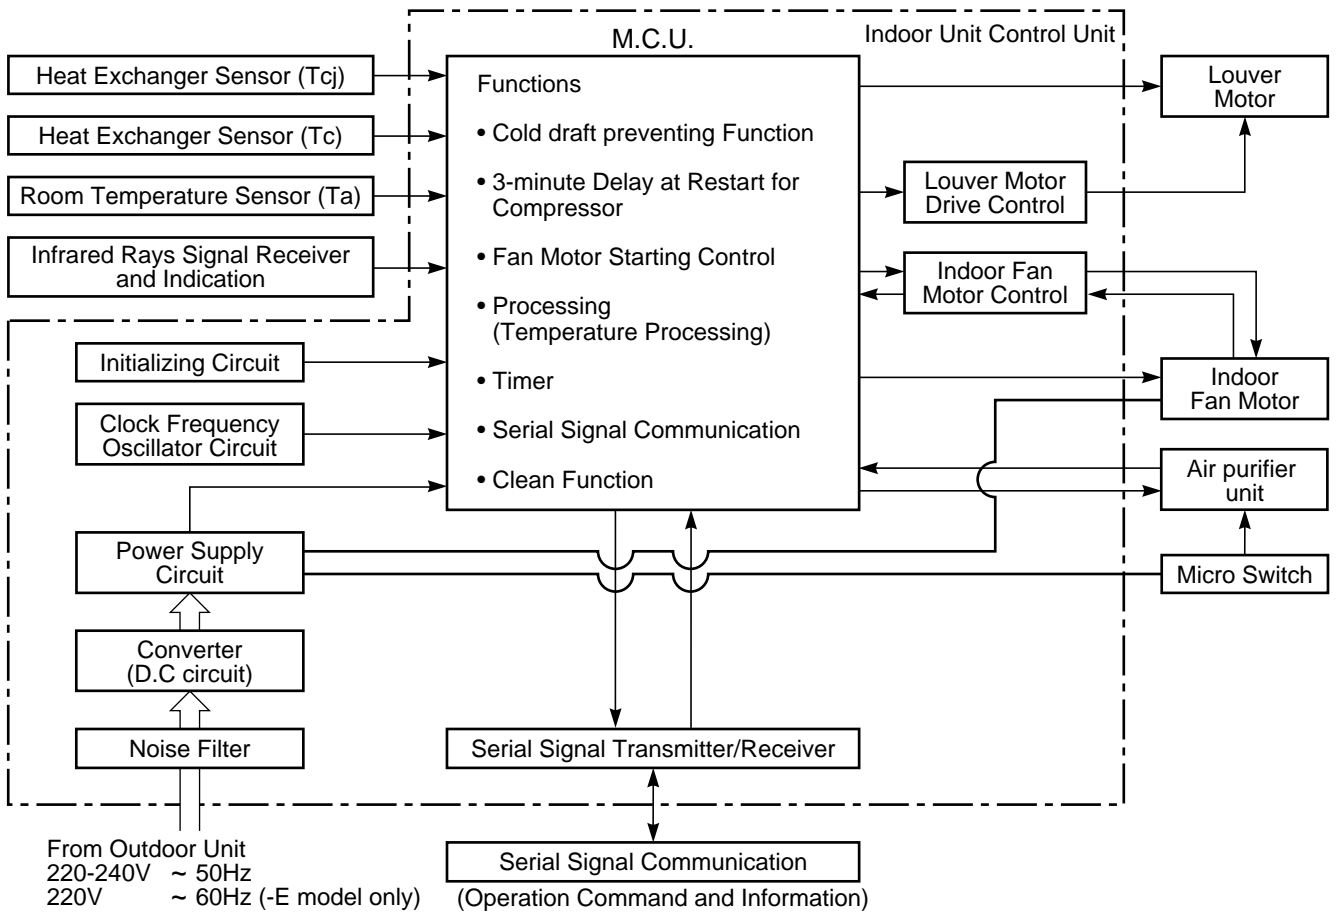 M.C.U.
Indoor Unit Control Unit
Heat Exchanger Sensor (Tcj)
Heat Exchanger Sensor (Tc)
Room Temperature Sensor (Ta)
Infrared Rays Signal Receiver
and Indication
Initializing Circuit
Clock Frequency
Oscillator Circuit
Power Supply
Circuit
Converter
(D.C circuit)
Noise Filter
From Outdoor Unit
220-240V ~ 50Hz
220V ~ 60Hz (-E model only)
Functions
• Cold draft preventing Function
• 3-minute Delay at Restart for
Compressor
• Fan Motor Starting Control
• Processing
(Temperature Processing)
• Timer
• Serial Signal Communication
• Clean Function
Serial Signal Transmitter/Receiver
Serial Signal Communication
(Operation Command and Information)
Louver Motor
Drive Control
Indoor Fan
Motor Control
Louver
Motor
Indoor
Fan Motor
Air purifier
unit
Micro Switch